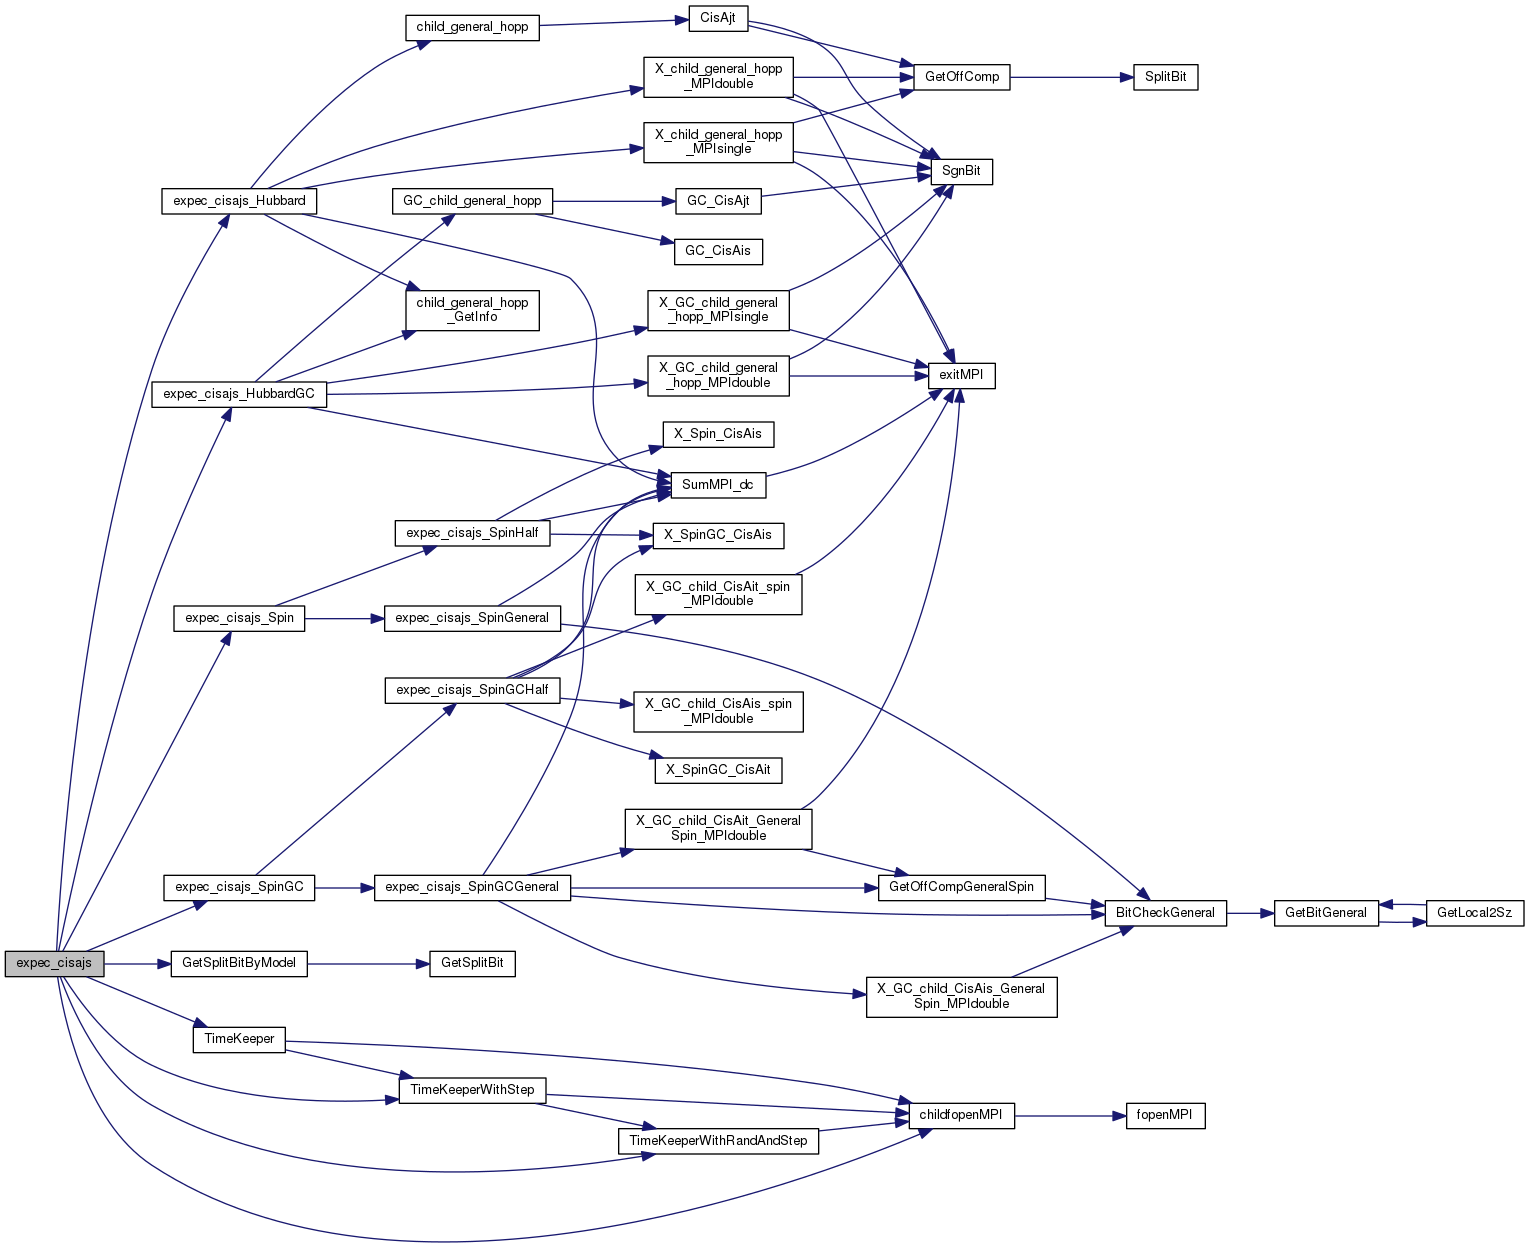 child_general_hopp
CisAjt
X_child_general_hopp
_MPIdouble
GetOffComp
SplitBit
X_child_general_hopp
_MPIsingle
SgnBit
expec_cisajs_Hubbard
GC_child_general_hopp
GC_CisAjt
GC_CisAis
child_general_hopp
_GetInfo
X_GC_child_general
_hopp_MPIsingle
expec_cisajs_HubbardGC
X_GC_child_general
_hopp_MPIdouble
exitMPI
X_Spin_CisAis
SumMPI_dc
expec_cisajs_SpinHalf
X_SpinGC_CisAis
X_GC_child_CisAit_spin
_MPIdouble
expec_cisajs_Spin
expec_cisajs_SpinGeneral
expec_cisajs_SpinGCHalf
X_GC_child_CisAis_spin
_MPIdouble
X_SpinGC_CisAit
X_GC_child_CisAit_General
Spin_MPIdouble
expec_cisajs_SpinGC
expec_cisajs_SpinGCGeneral
GetOffCompGeneralSpin
BitCheckGeneral
GetBitGeneral
GetLocal2Sz
expec_cisajs
GetSplitBitByModel
GetSplitBit
X_GC_child_CisAis_General
Spin_MPIdouble
TimeKeeper
TimeKeeperWithStep
childfopenMPI
fopenMPI
TimeKeeperWithRandAndStep